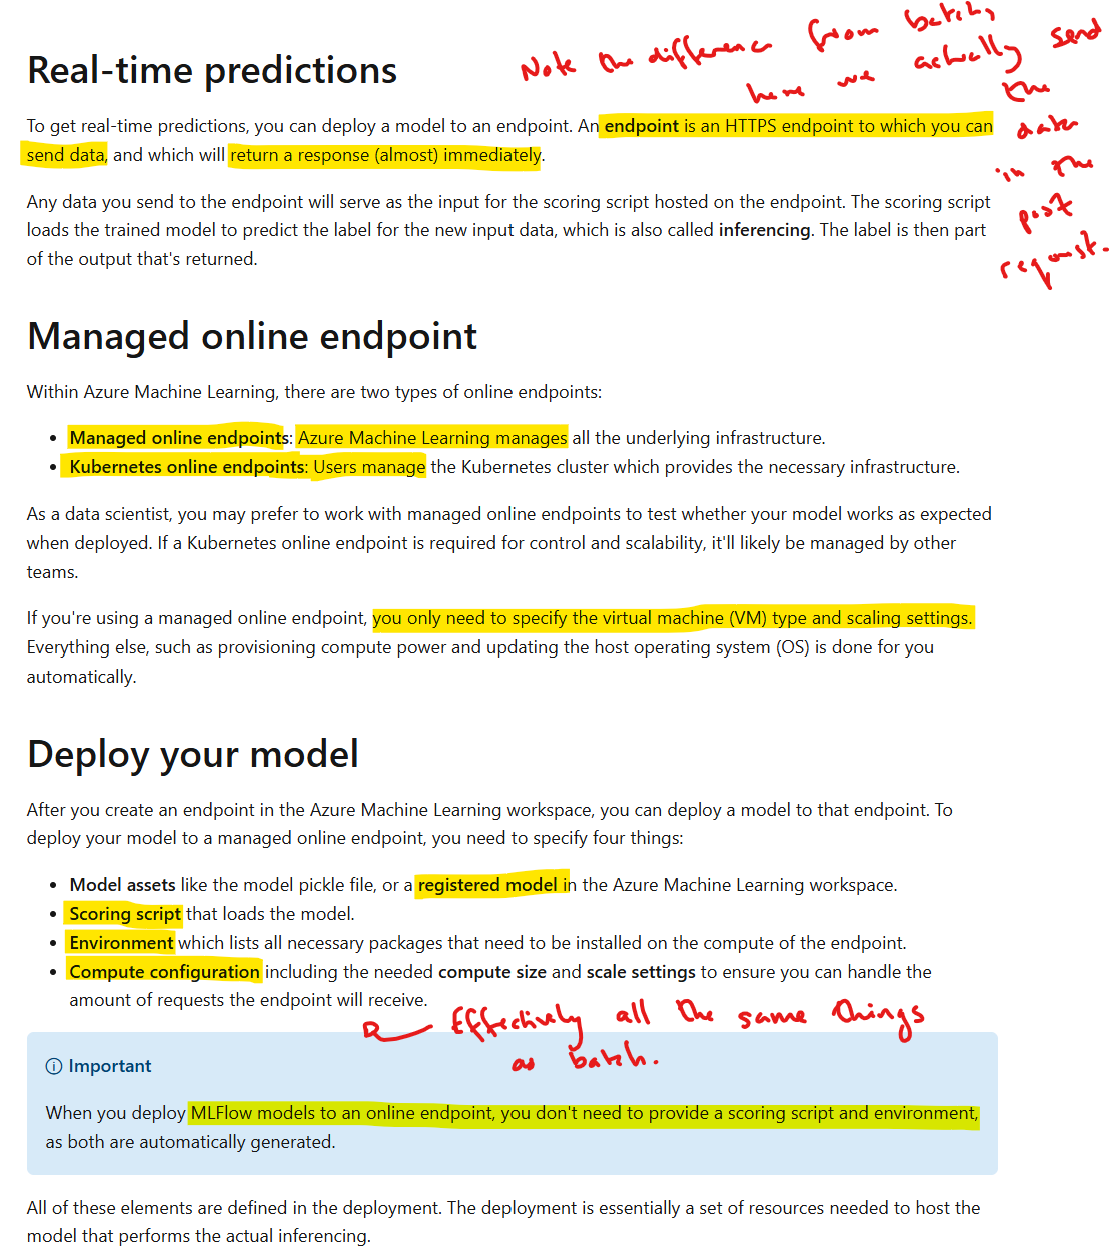 Note the difference from batch,
here we actually send
the
data
in the
post
request.
Real-time predictions
To get real-time predictions, you can deploy a model to an endpoint. An endpoint is an HTTPS endpoint to which you can
send data, and which will return a response (almost) immediately.
Any data you send to the endpoint will serve as the input for the scoring script hosted on the endpoint. The scoring script
loads the trained model to predict the label for the new input data, which is also called inferencing. The label is then part
of the output that's returned.
Managed online endpoint
Within Azure Machine Learning, there are two types of online endpoints:
• Managed online endpoints: Azure Machine Learning manages all the underlying infrastructure.
• Kubernetes online endpoints: Users manage the Kubernetes cluster which provides the necessary infrastructure.
As a data scientist, you may prefer to work with managed online endpoints to test whether your model works as expected
when deployed. If a Kubernetes online endpoint is required for control and scalability, it'll likely be managed by other
teams.
If you're using a managed online endpoint, you only need to specify the virtual machine (VM) type and scaling settings.
Everything else, such as provisioning compute power and updating the host operating system (OS) is done for you
automatically.
Deploy your model
After you create an endpoint in the Azure Machine Learning workspace, you can deploy a model to that endpoint. To
deploy your model to a managed online endpoint, you need to specify four things:
• Model assets like the model pickle file, or a registered model in the Azure Machine Learning workspace.
• Scoring script that loads the model.
• Environment which lists all necessary packages that need to be installed on the compute of the endpoint.
• Compute configuration including the needed compute size and scale settings to ensure you can handle the
amount of requests the endpoint will receive.
Effectively all the same things
as batch.
Important
When you deploy MLFlow models to an online endpoint, you don't need to provide a scoring script and environment,
as both are automatically generated.
All of these elements are defined in the deployment. The deployment is essentially a set of resources needed to host the
model that performs the actual inferencing.